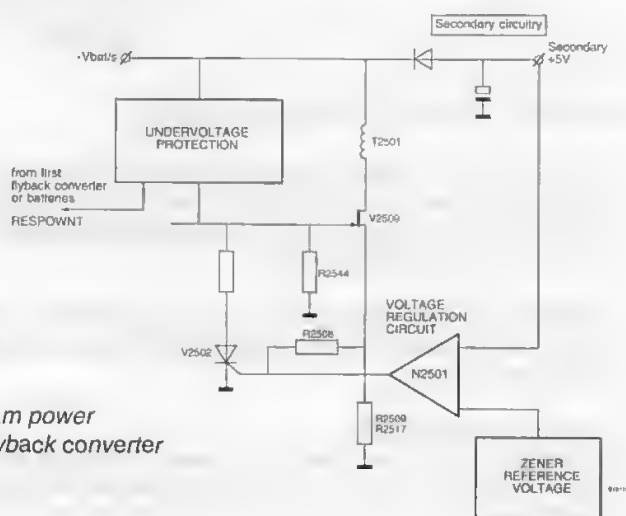 Secondary circuitry
-Vbat/s
Secondary
+5V
UNDERVOLTAGE
PROTECTION
T2501
from first
flyback converter
or batteries
RESPOWNT
V2509
R2544
VOLTAGE
REGULATION
CIRCUIT
R2508
V2502
N2501
m power
yback converter
R2509
R2517
ZENER
REFERENCE
VOLTAGE